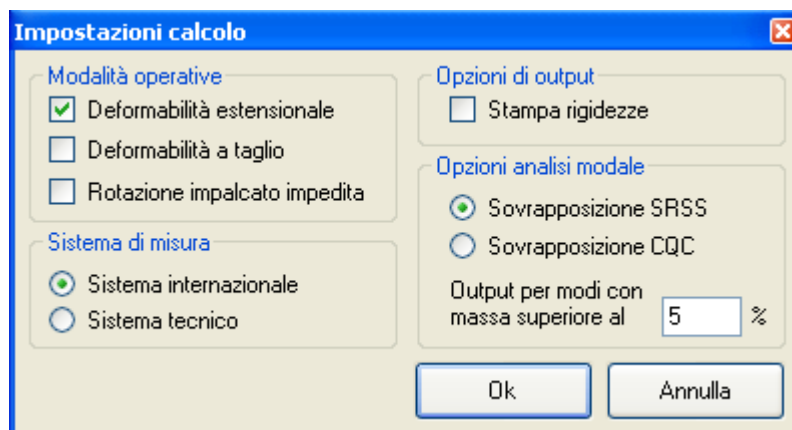 Impostazioni calcolo
Modalità operative
Deformabilità estensionale
Deformabilità a taglio
Rotazione impalcato impedita
Sistema di misura
Sistema internazionale
Sistema tecnico
Opzioni di output
Stampa rigidezze
Opzioni analisi modale
Sovrapposizione SRSS
Sovrapposizione CQC
Output per modi con
massa superiore al 5 %
Ok
Annulla